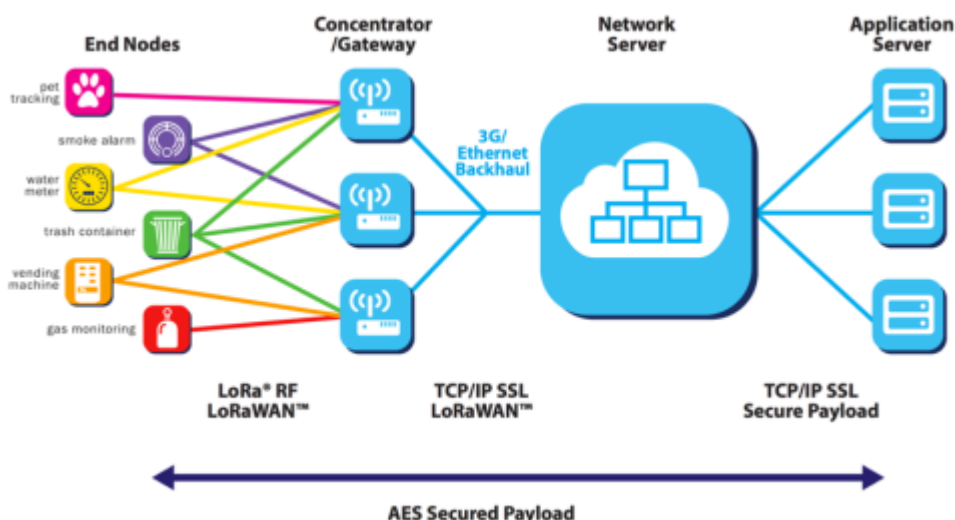 End Nodes
Concentrator
/Gateway
Network
Server
Application
Server
pet
tracking
smoke alarm
water
meter
trash container
vending
machine
gas monitoring
3G/
Ethernet
Backhaul
LoRa® RF
LoRaWAN™
TCP/IP SSL
LoRaWAN™
TCP/IP SSL
Secure Payload
AES Secured Payload